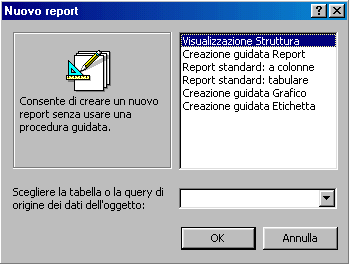 Nuovo report
Consente di creare un nuovo
report senza usare una
procedura guidata.
Visualizzazione Struttura
Creazione guidata Report
Report standard: a colonne
Report standard: tabulare
Creazione guidata Grafico
Creazione guidata Etichetta
Scegliere la tabella o la query di
origine dei dati dell'oggetto:
OK
Annulla